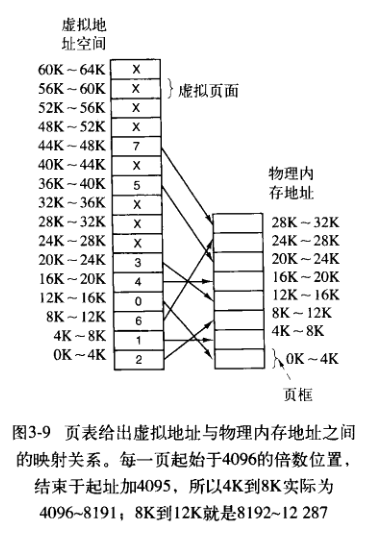 虚拟地
址空间
60K～64K X
56K～60K X 虚拟页面
52K～56K X
48K～52K X
44K～48K 7
40K～44K X 物理内
36K～40K 5 存地址
32K～36K X
28K～32K X 28K～32K
24K～28K X 24K～28K
20K～24K 3 20K～24K
16K～20K 4 16K～20K
12K～16K 0 12K～16K
8K～12K 6 8K～12K
4K～8K 1 4K～8K
0K～4K 2 0K～4K
页框
图3-9 页表给出虚拟地址与物理内存地址之间
的映射关系。每一页起始于4096的倍数位置，
结束于起址加4095，所以4K到8K实际为
4096~8191；8K到12K就是8192~12 287